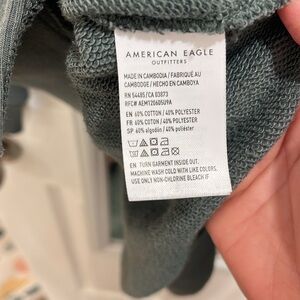 AMERICAN EAGLE
OUTFITTERS
MADE IN CAMBODIA / FABRIQUÉ AU
CAMBODGE / HECHO EN CAMBOYA
RN 54485/CA 03873
RFC# AEM1206050U9A
EN 60% COTTON / 40% POLYESTER
FR 60% COTON / 40% POLYESTER
SP 60% algodón / 40% poliéster
EN: TURN GARMENT INSIDE OUT.
MACHINE WASH COLD WITH LIKE COLORS.
USE ONLY NON-CHLORINE BLEACH IF